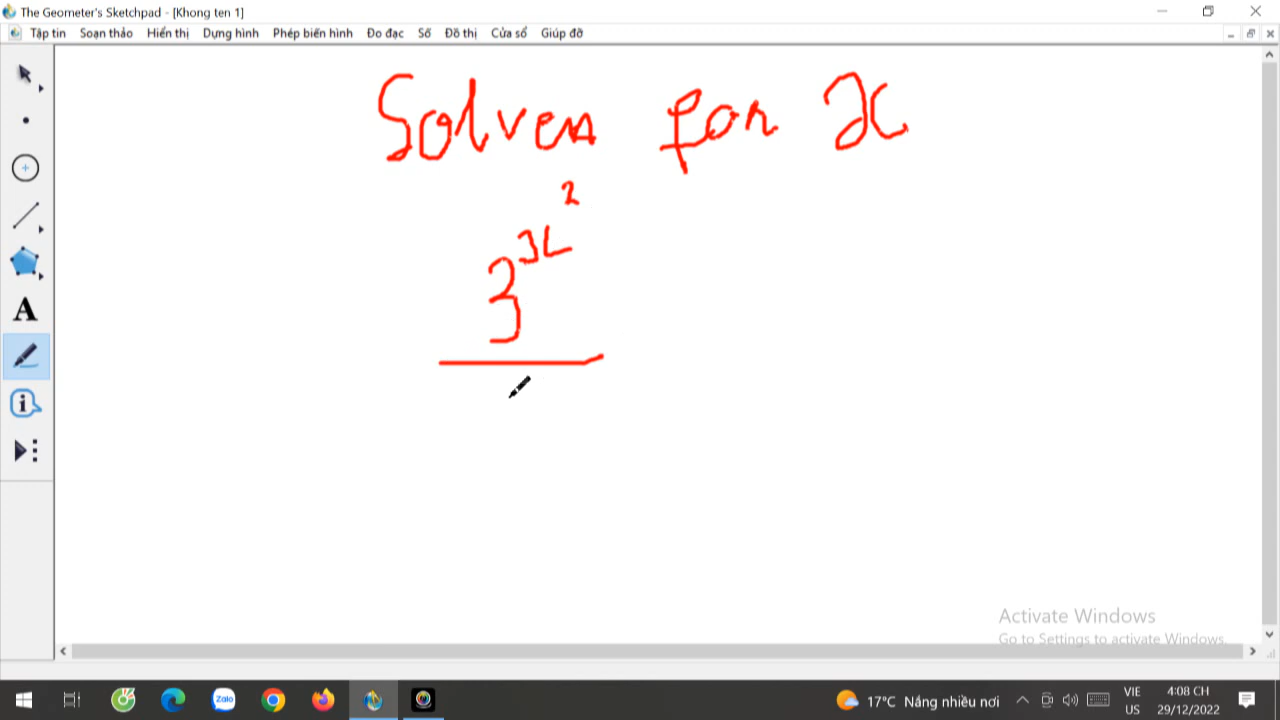 The Geometer's Sketchpad - [Khong ten 1]
Tập tin Soạn thảo Hiển thị Dựng hình Phép biến hình Đo đạc Số Đồ thị Cửa sổ Giúp đỡ
Solven for x
3^x^2
A
Activate Windows
Go to Settings to activate Windows.
Zalo
17°C Nắng nhiều nơi
VIE
US
4:08 CH
29/12/2022